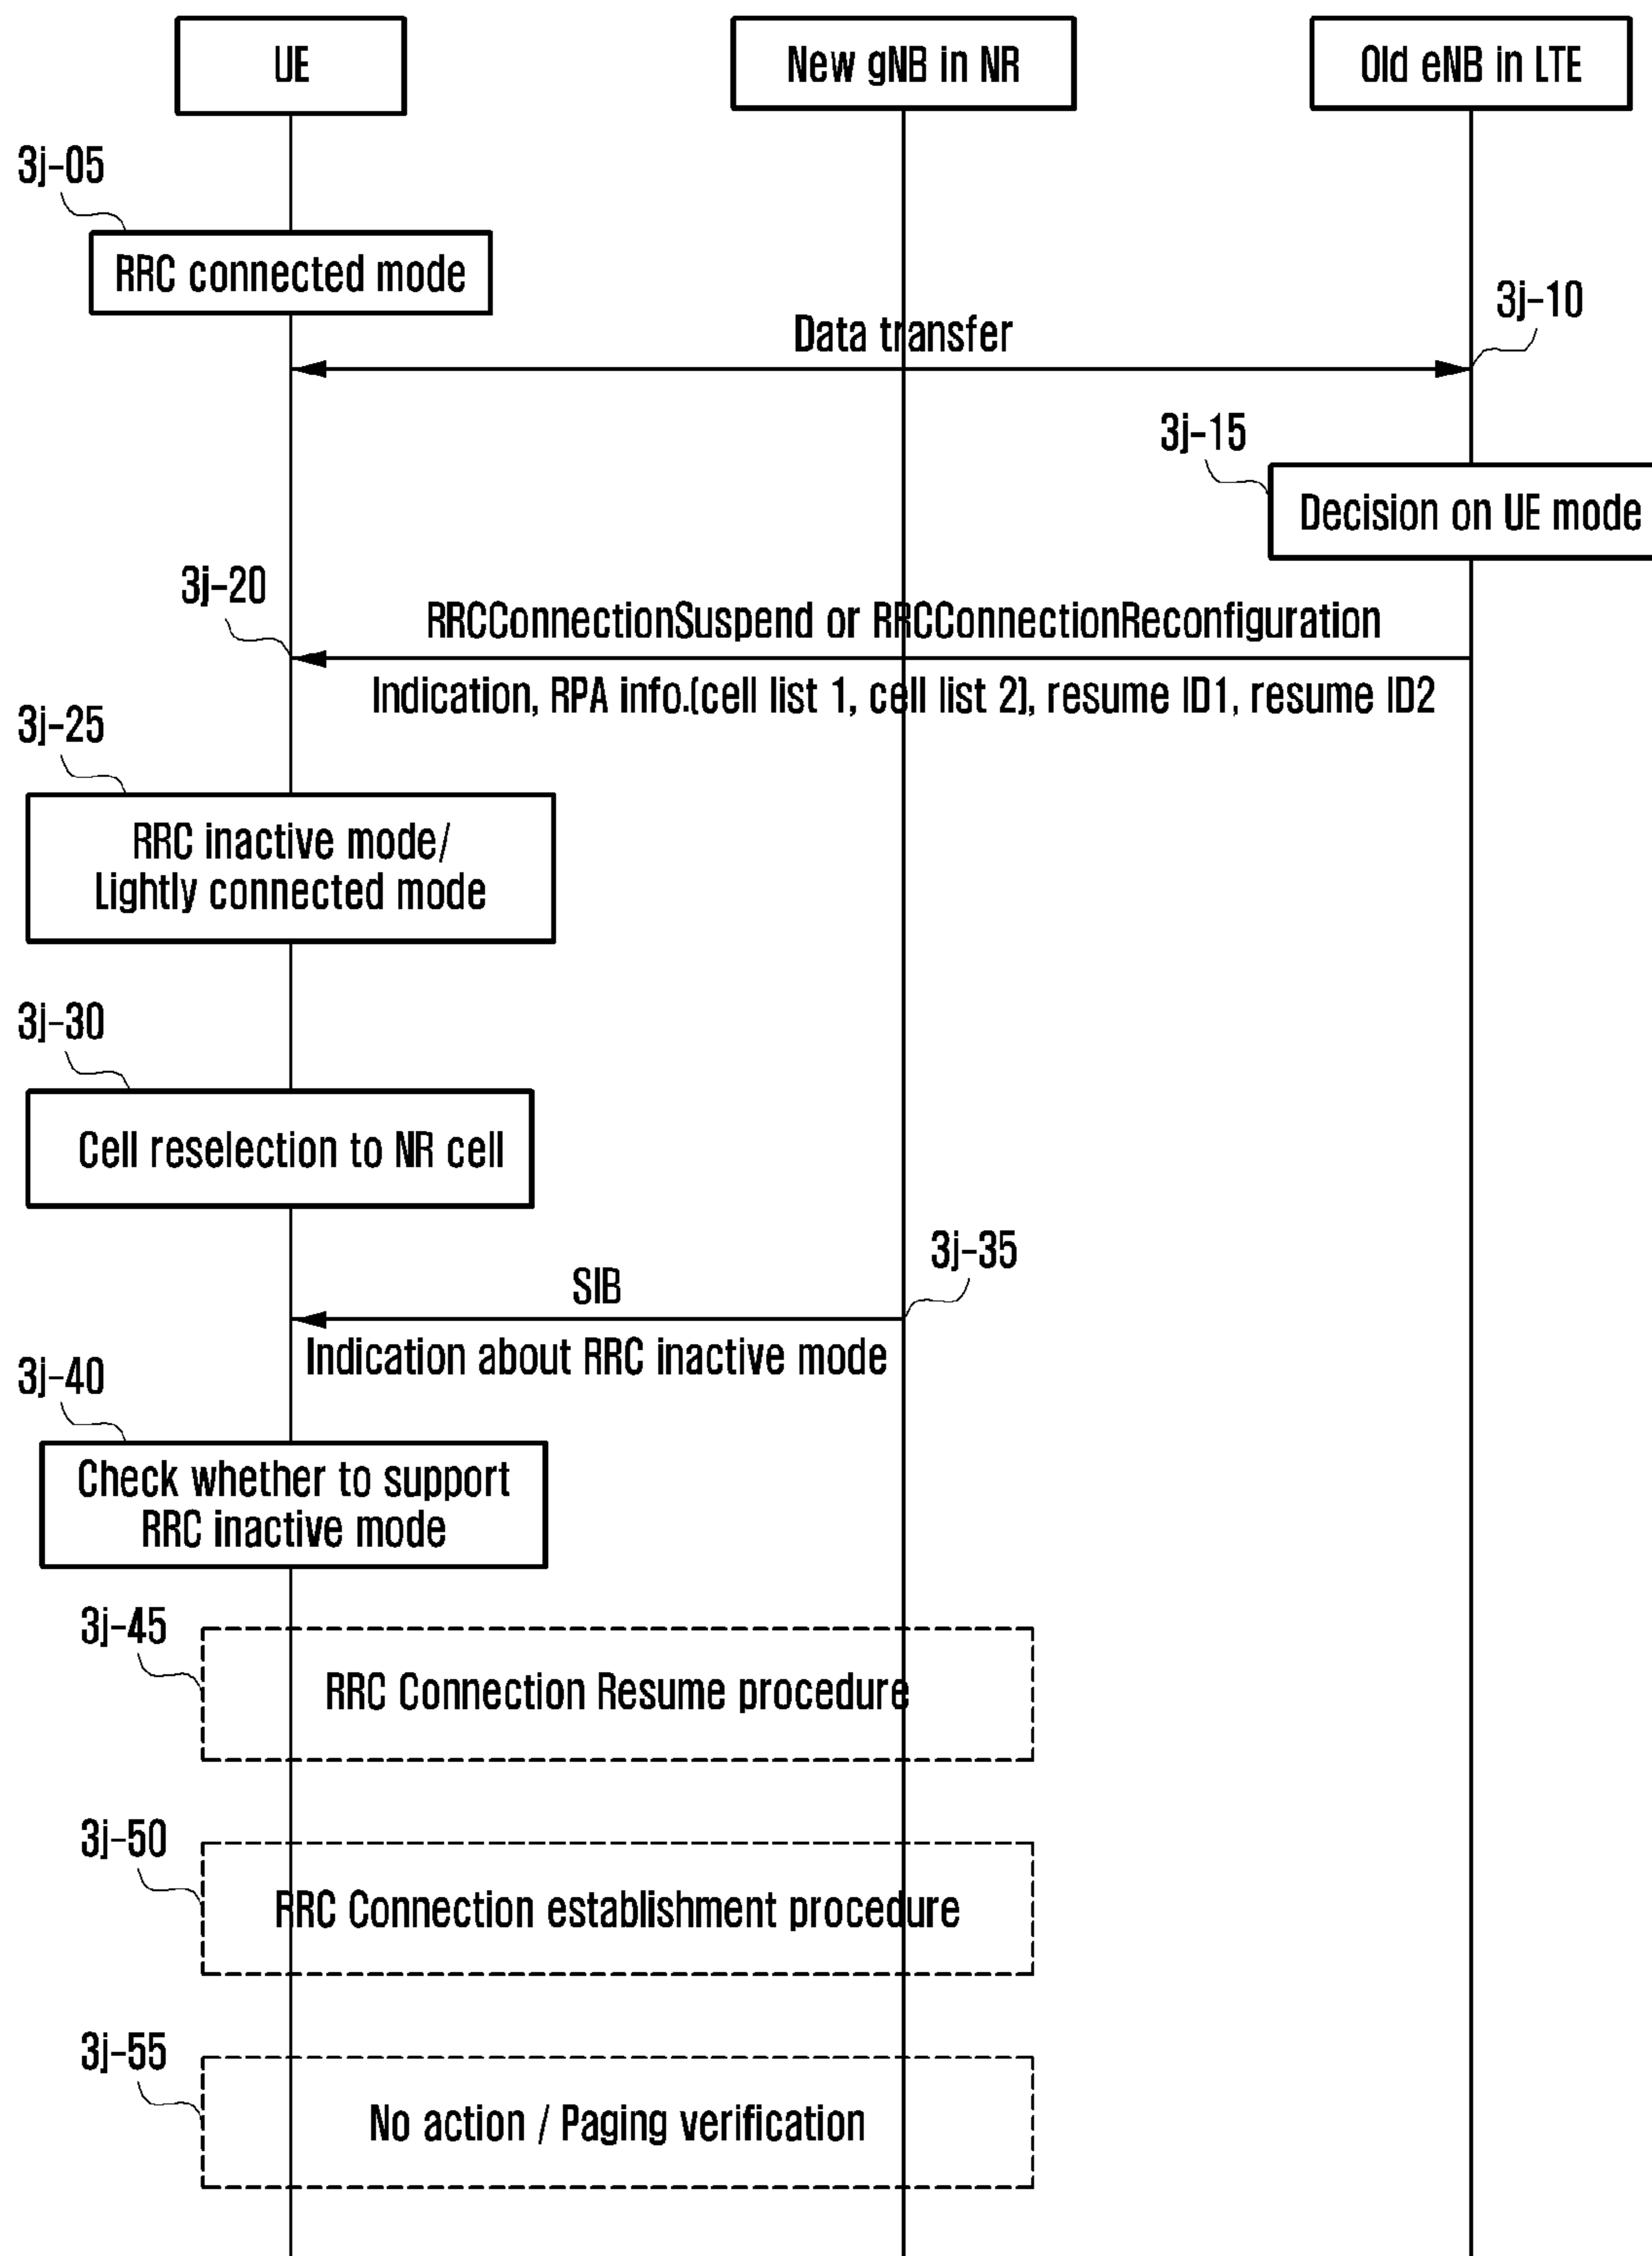 UE
New gNB in NR
Old eNB in LTE
3j-05
RRC connected mode
3j-10
Data transfer
3j-15
Decision on UE mode
3j-20
RRCConnectionSuspend or RRCConnectionReconfiguration
Indication, RPA info.(cell list 1, cell list 2), resume ID1, resume ID2
3j-25
RRC inactive mode/
Lightly connected mode
3j-30
Cell reselection to NR cell
3j-35
SIB
Indication about RRC inactive mode
3j-40
Check whether to support
RRC inactive mode
3j-45
RRC Connection Resume procedure
3j-50
RRC Connection establishment procedure
3j-55
No action / Paging verification